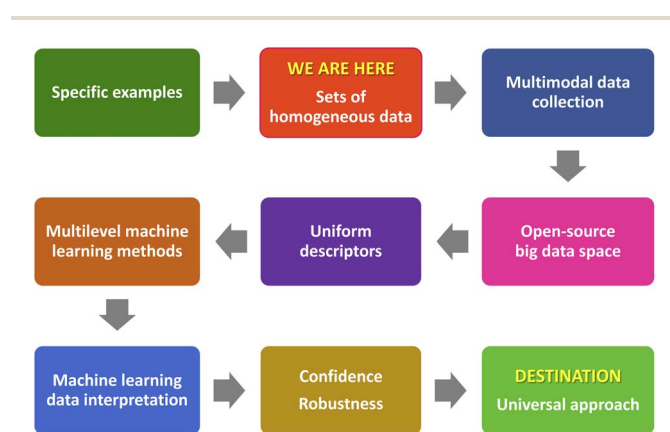 Specific examples
WE ARE HERE
Sets of
homogeneous data
Multimodal data
collection
Open-source
big data space
Uniform
descriptors
Multilevel machine
learning methods
Machine learning
data interpretation
Confidence
Robustness
DESTINATION
Universal approach